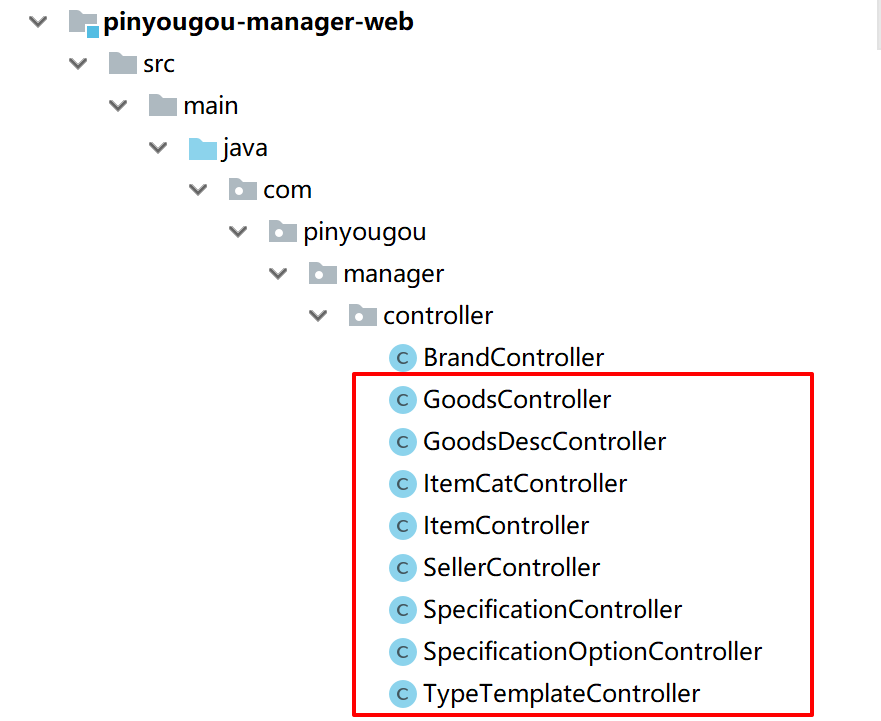 pinyougou-manager-web
src
main
java
com
pinyougou
manager
controller
C BrandController
C GoodsController
C GoodsDescController
C ItemCatController
C ItemController
C SellerController
C SpecificationController
C SpecificationOptionController
C TypeTemplateController